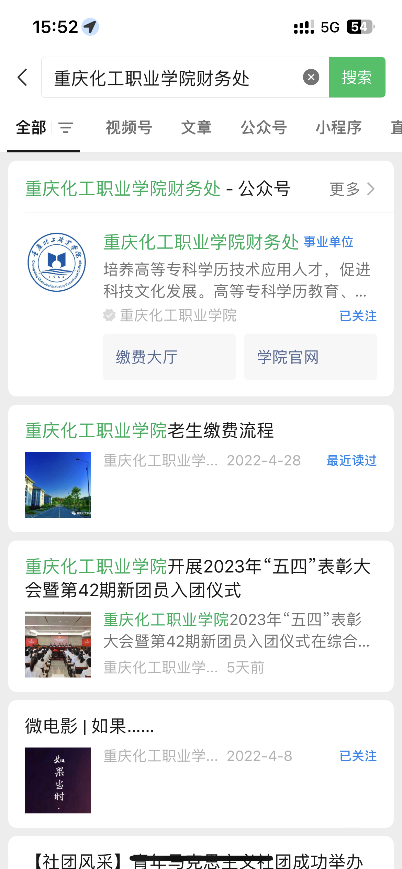 15:52
5G 54
重庆化工职业学院财务处
搜索
全部
视频号
文章
公众号
小程序
直
重庆化工职业学院财务处 - 公众号
更多
重庆化工职业学院财务处 事业单位
培养高等专科学历技术应用人才，促进
科技文化发展。高等专科学历教育、...
重庆化工职业学院
已关注
缴费大厅
学院官网
重庆化工职业学院老生缴费流程
重庆化工职业学... 2022-4-28
最近读过
重庆化工职业学院开展2023年“五四”表彰大
会暨第42期新团员入团仪式
重庆化工职业学院2023年“五四”表彰
大会暨第42期新团员入团仪式在综合...
重庆化工职业学... 5天前
微电影 | 如果......
重庆化工职业学... 2022-4-8
已关注
如果当时
【社团风采】青年马克思主义社团成功举办